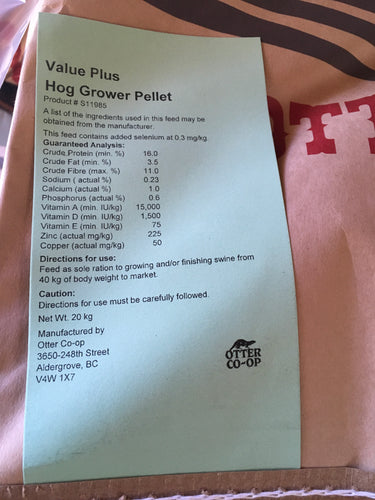 Value Plus
Hog Grower Pellet
Product # S11985
A list of the ingredients used in this feed may be
obtained from the manufacturer.
This feed contains added selenium at 0.3 mg/kg.
Guaranteed Analysis:
Crude Protein (min. %) 16.0
Crude Fat (min. %) 3.5
Crude Fibre (max. %) 11.0
Sodium ( actual %) 0.23
Calcium (actual %) 1.0
Phosphorus (actual %) 0.6
Vitamin A (min. IU/kg) 15,000
Vitamin D (min. IU/kg) 1,500
Vitamin E (min. IU/kg) 75
Zinc (actual mg/kg) 225
Copper (actual mg/kg) 50
Directions for use:
Feed as sole ration to growing and/or finishing swine from
40 kg of body weight to market.
Caution:
Directions for use must be carefully followed.
Net Wt. 20 kg
Manufactured by
Otter Co-op
3650-248th Street
Aldergrove, BC
V4W 1X7
OTTER
CO-OP